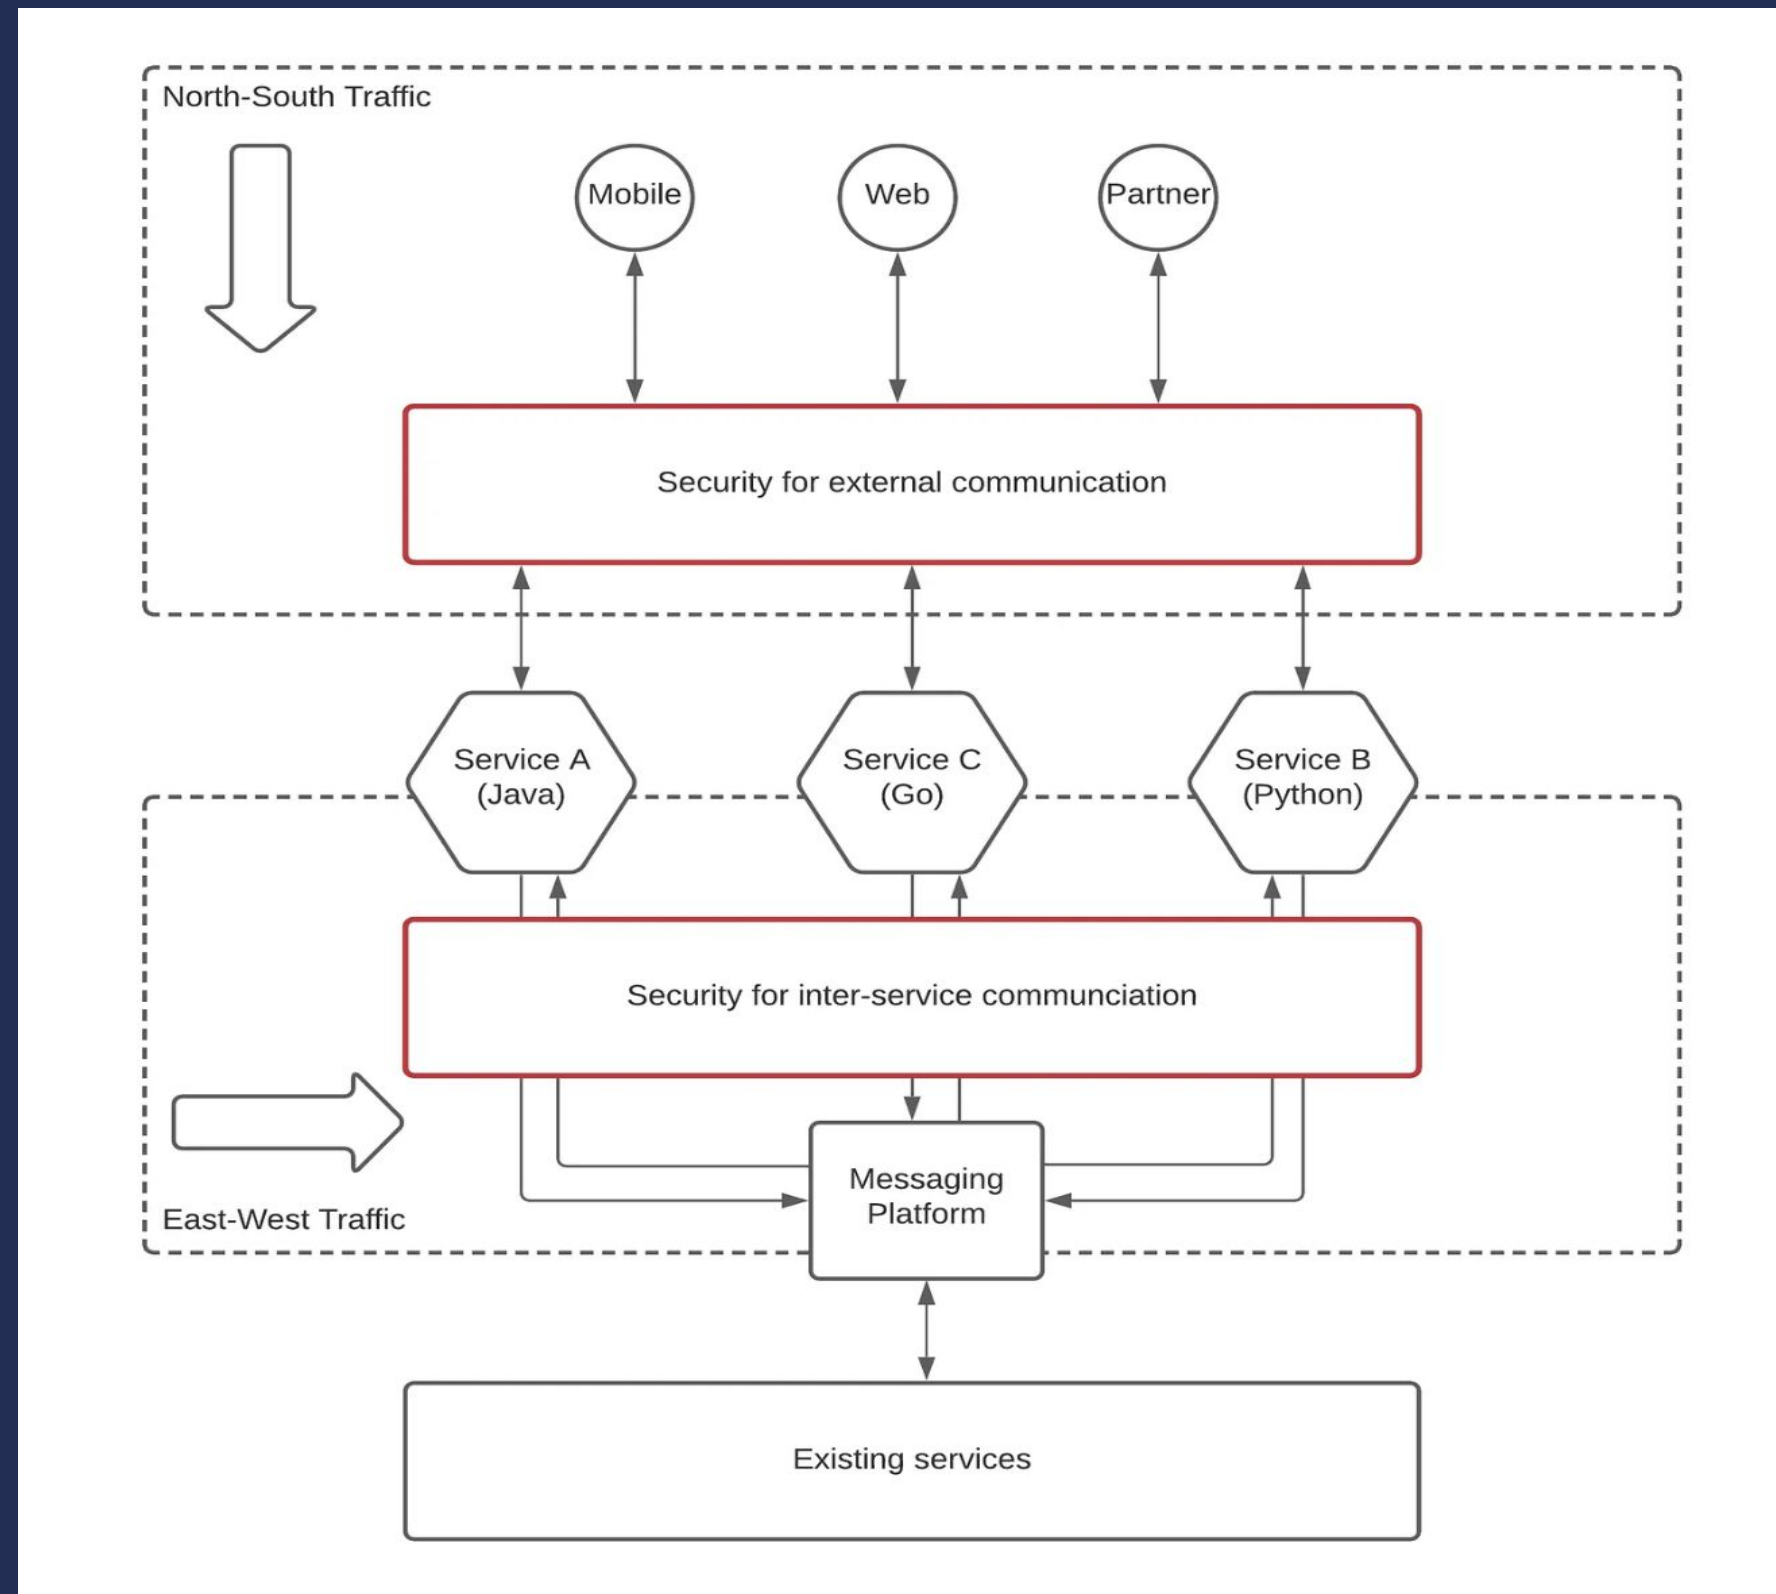 North-South Traffic
Mobile
Web
Partner
Security for external communication
Service A
(Java)
Service C
(Go)
Service B
(Python)
Security for inter-service communciation
Messaging
Platform
East-West Traffic
Existing services